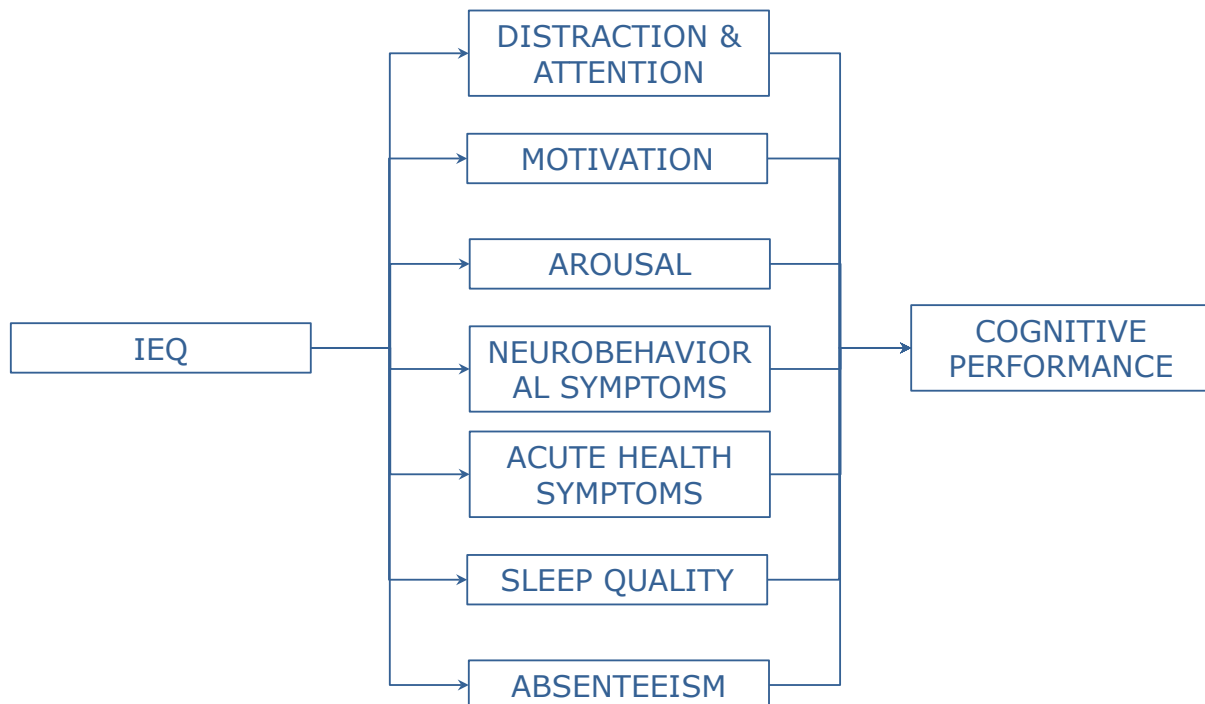 DISTRACTION &
ATTENTION
MOTIVATION
AROUSAL
IEQ
NEUROBEHAVIOR
AL SYMPTOMS
COGNITIVE
PERFORMANCE
ACUTE HEALTH
SYMPTOMS
SLEEP QUALITY
ABSENTEEISM